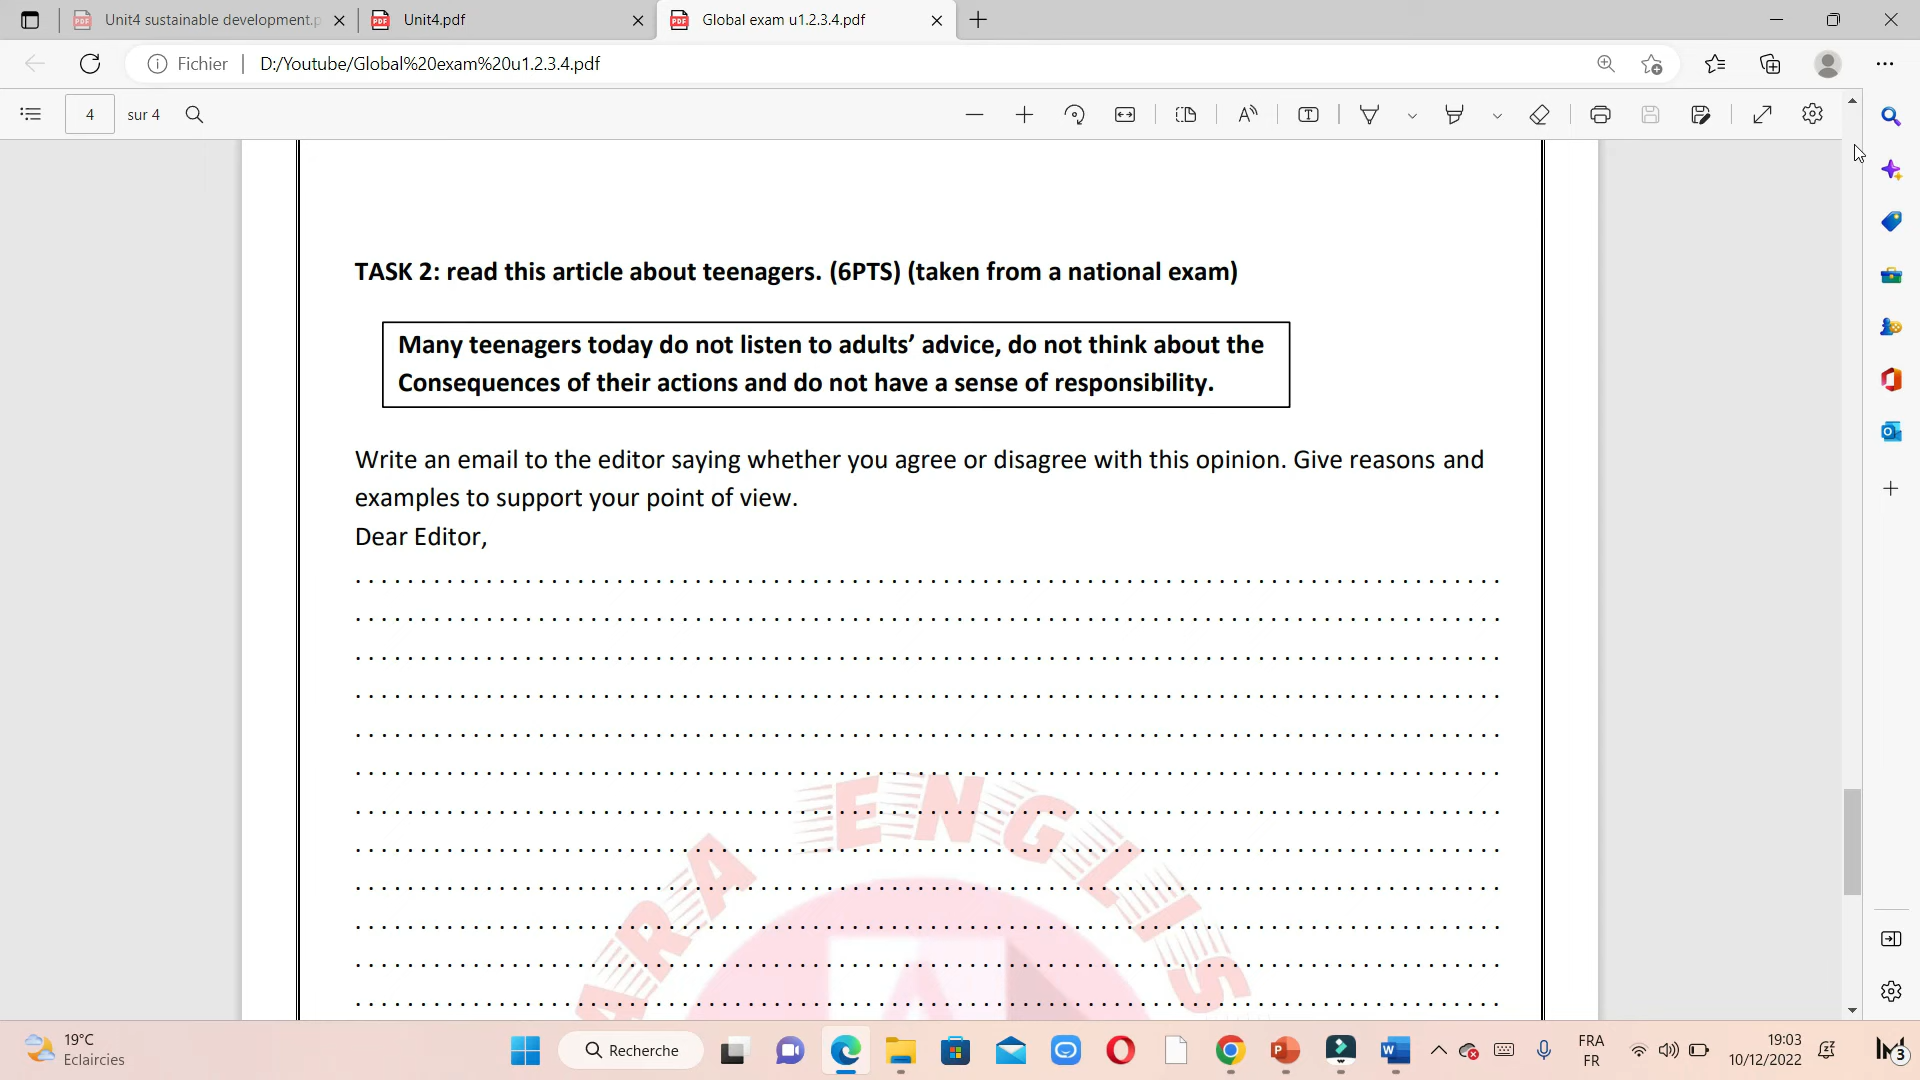 Unit4 sustainable development.p
Unit4.pdf
Global exam u1.2.3.4.pdf
Fichier
D:/Youtube/Global%20exam%20u1.2.3.4.pdf
4
sur 4
TASK 2: read this article about teenagers. (6PTS) (taken from a national exam)
Many teenagers today do not listen to adults’ advice, do not think about the
Consequences of their actions and do not have a sense of responsibility.
Write an email to the editor saying whether you agree or disagree with this opinion. Give reasons and
examples to support your point of view.
Dear Editor,
ARA ENGLIS
19°C
Eclaircies
Recherche
FRA
FR
19:03
10/12/2022
3